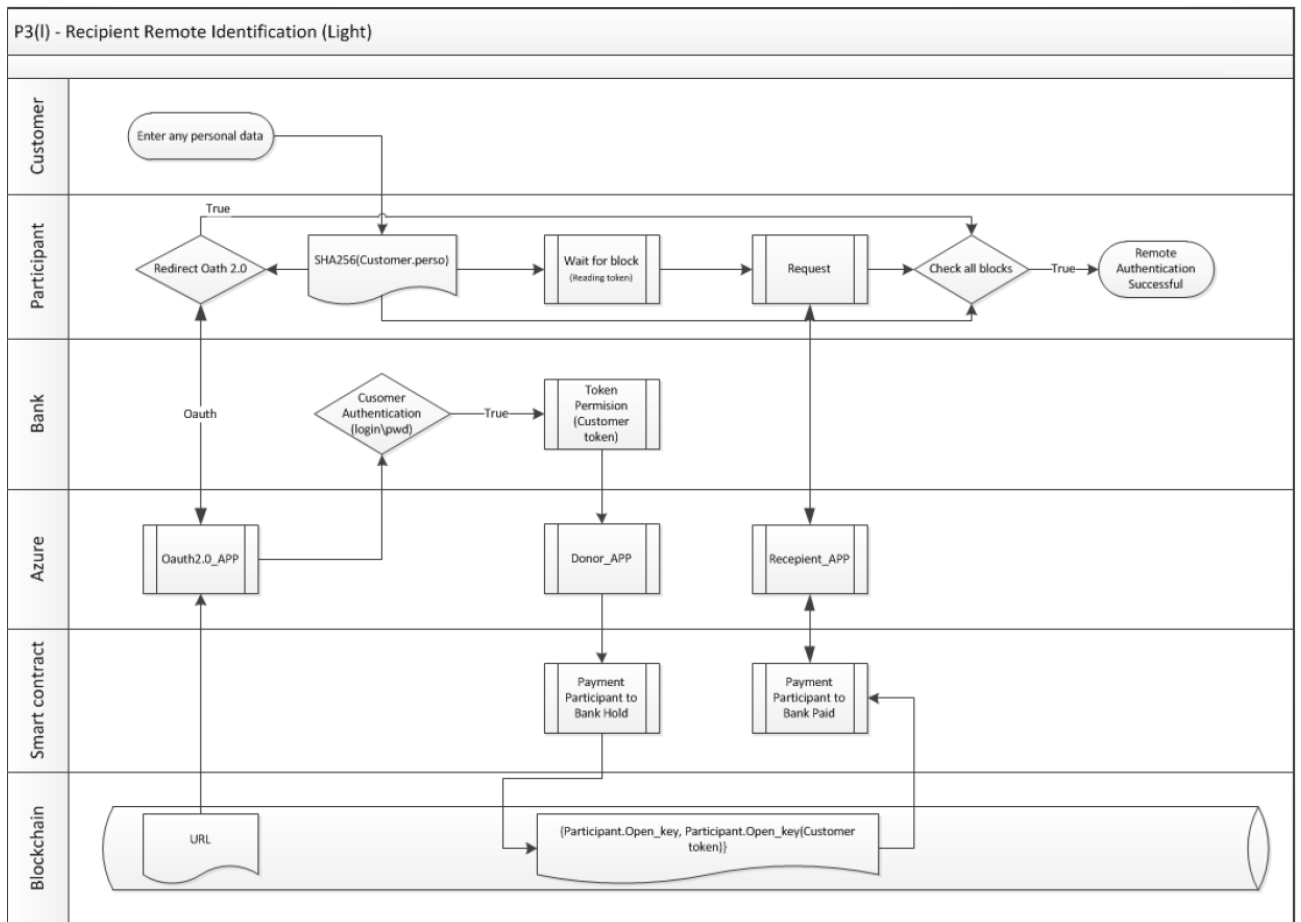 P3(l) - Recipient Remote Identification (Light)
Customer
Enter any personal data
Participant
True
Redirect Oath 2.0
SHA256(Customer.perso)
Wait for block
(Reading token)
Request
Check all blocks
True
Remote
Authentication
Successful
Bank
Oauth
Cusomer
Authentication
(login\pwd)
True
Token
Permision
(Customer
token)
Azure
Oauth2.0_APP
Donor_APP
Recepient_APP
Smart contract
Payment
Participant to
Bank Hold
Payment
Participant to
Bank Paid
Blockchain
URL
{Participant.Open_key, Participant.Open_key(Customer
token)}